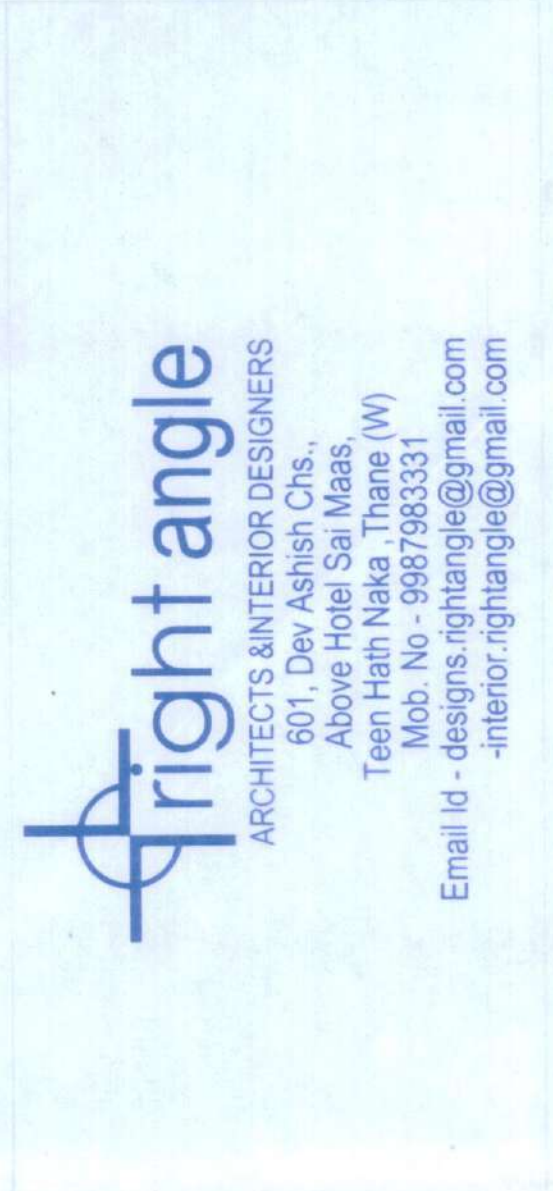 right angle
ARCHITECTS &INTERIOR DESIGNERS
601, Dev Ashish Chs.,
Above Hotel Sai Maas,
Teen Hath Naka ,Thane (W)
Mob. No - 9987983331
Email Id - designs.rightangle@gmail.com
-interior.rightangle@gmail.com